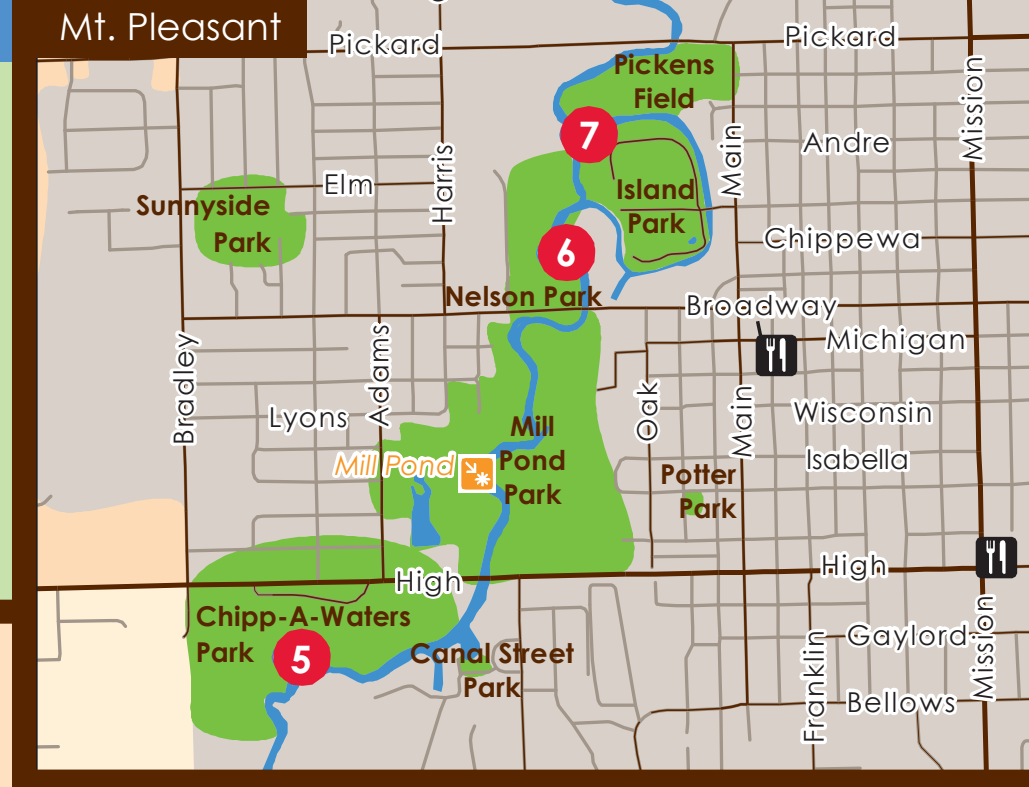 Mt. Pleasant
Pickard
Pickard
Pickens
Field
Mission
7
Andre
Main
Harris
Elm
Island
Park
Sunnyside
Park
Chippewa
6
Nelson Park
Broadway
Michigan
Bradley
Adams
Lyons
Oak
Main
Wisconsin
Mill
Pond
Park
Mill Pond
Isabella
Potter
Park
High
High
Chipp-A-Waters
Park
5
Canal Street
Park
Franklin
Gaylord
Mission
Bellows